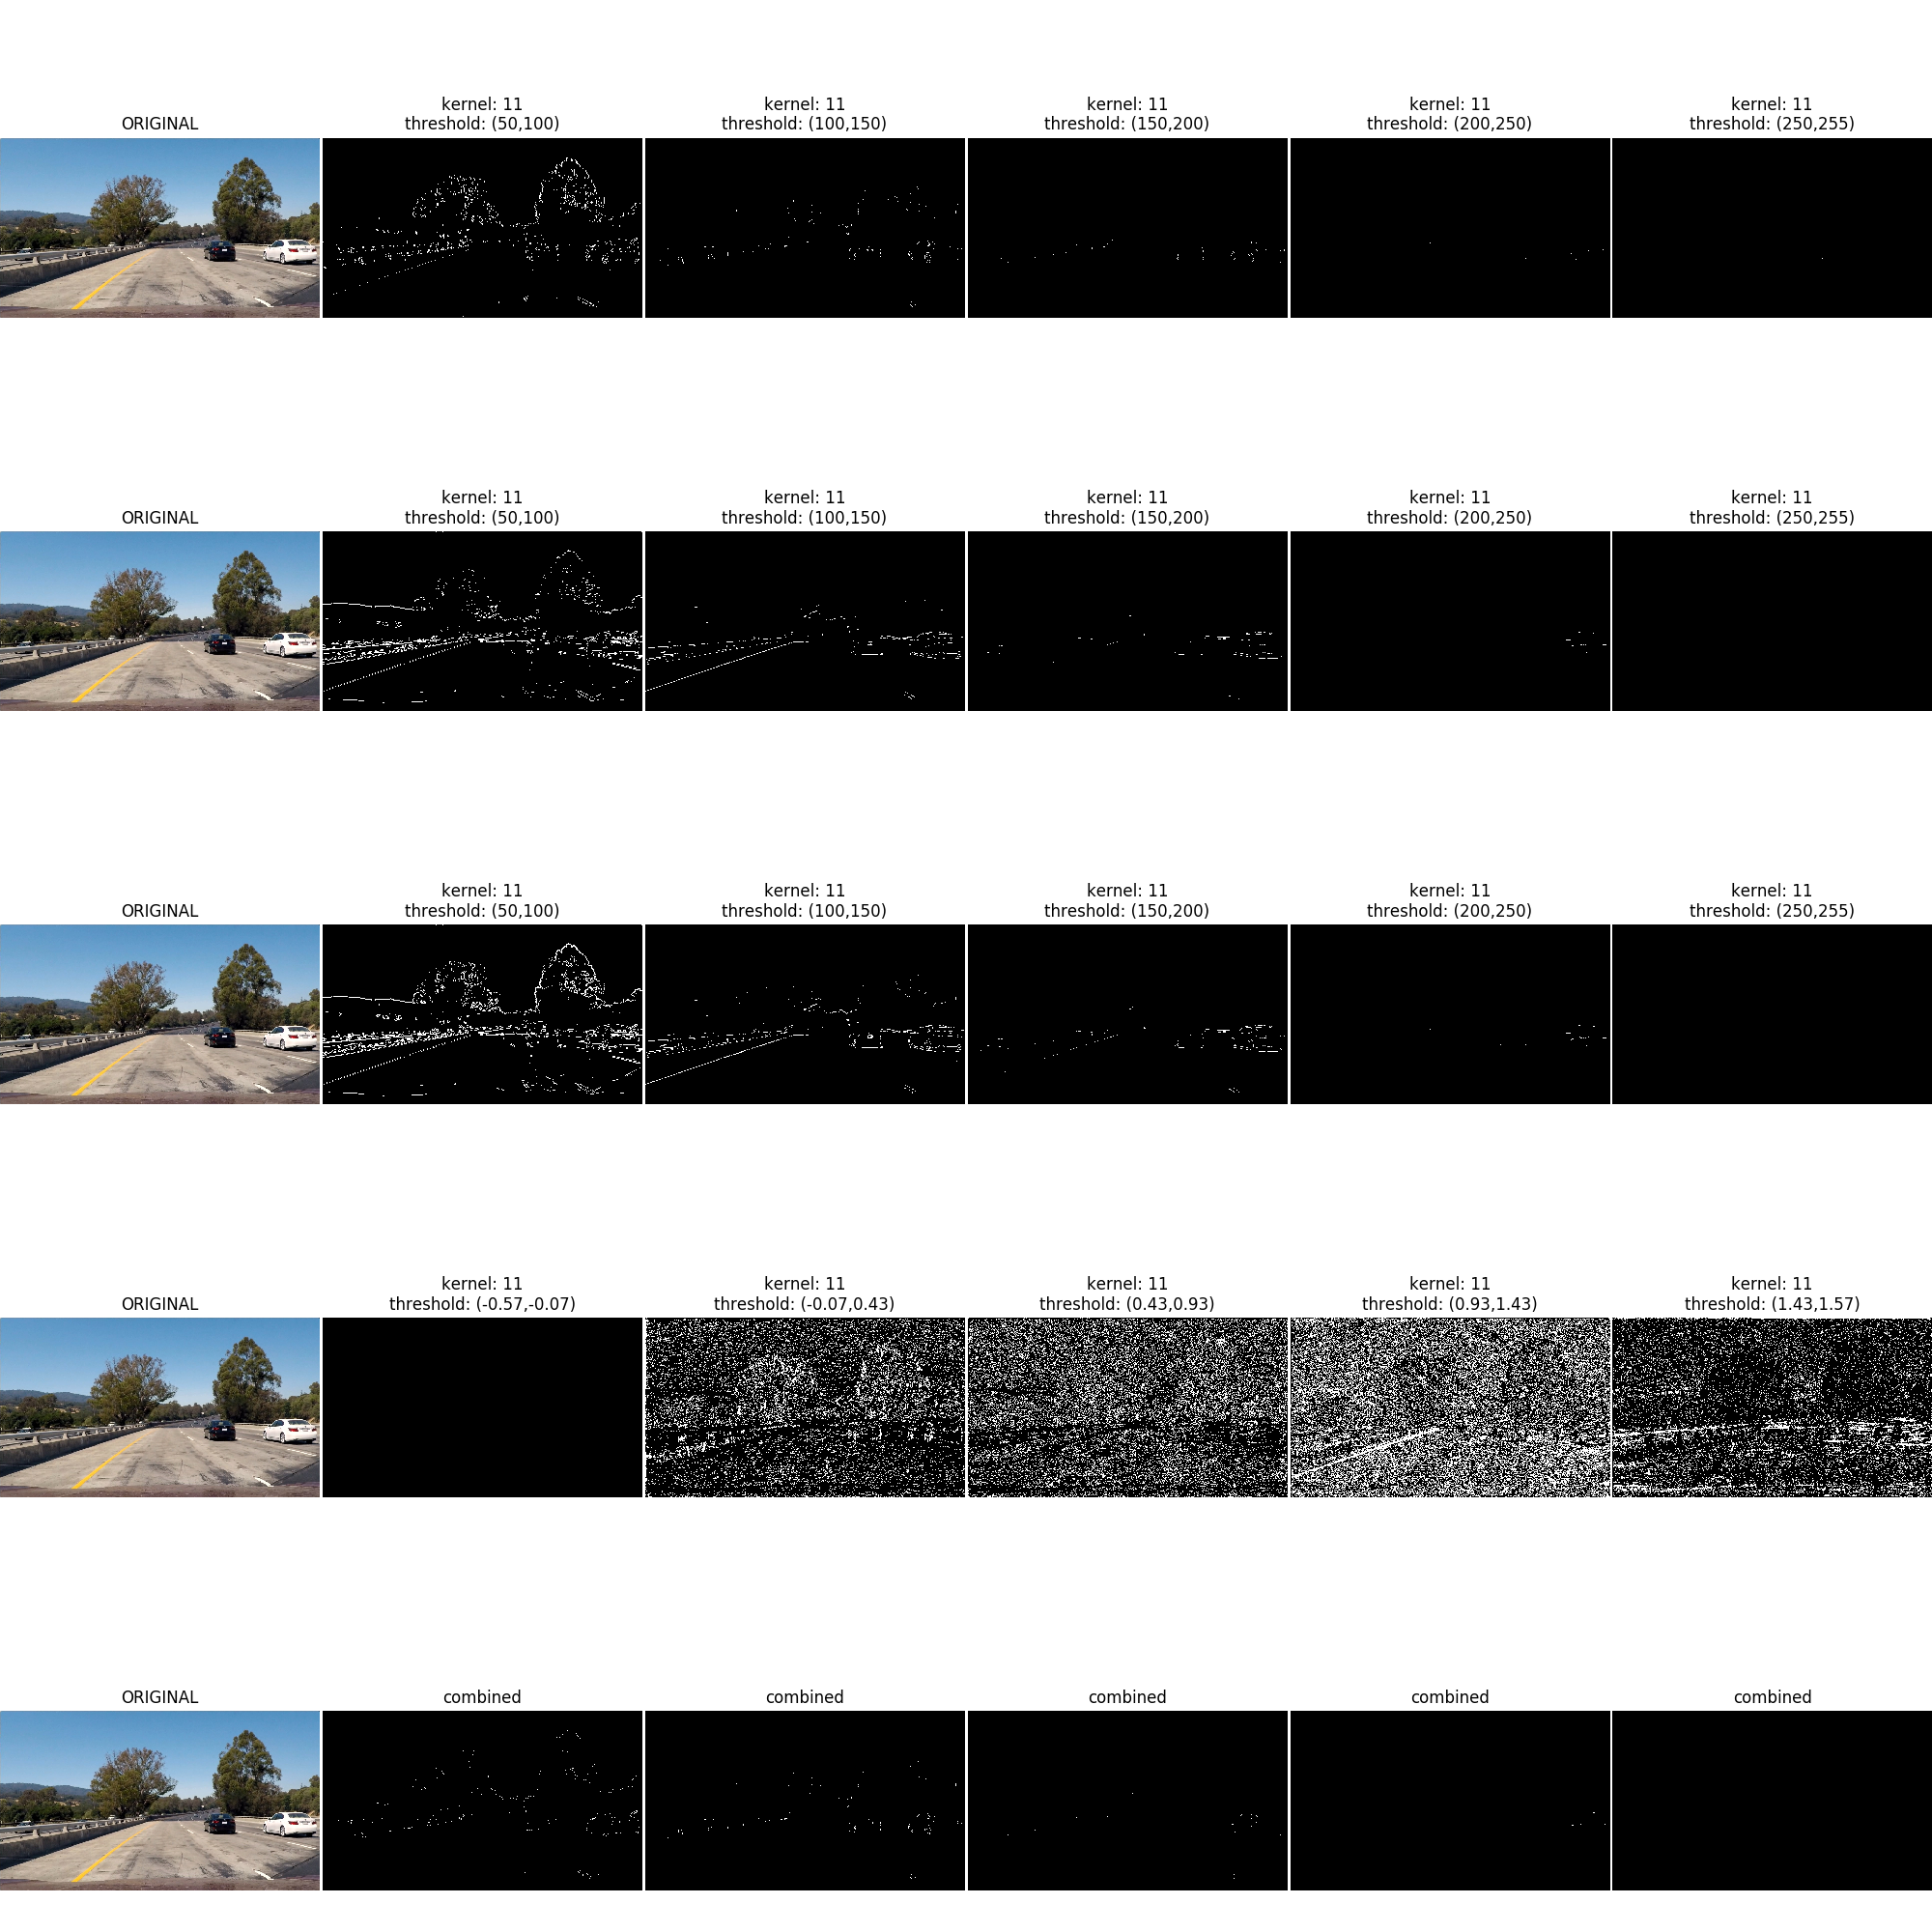 kernel: 11
kernel: 11
kernel: 11
kernel: 11
kernel: 11
ORIGINAL
threshold: (50,100)
threshold: (100,150)
threshold: (150,200)
threshold: (200,250)
threshold: (250,255)
kernel: 11
kernel: 11
kernel: 11
kernel: 11
kernel: 11
ORIGINAL
threshold: (50,100)
threshold: (100,150)
threshold: (150,200)
threshold: (200,250)
threshold: (250,255)
kernel: 11
kernel: 11
kernel: 11
kernel: 11
kernel: 11
ORIGINAL
threshold: (50,100)
threshold: (100,150)
threshold: (150,200)
threshold: (200,250)
threshold: (250,255)
kernel: 11
kernel: 11
kernel: 11
kernel: 11
kernel: 11
ORIGINAL
threshold: (-0.57,-0.07)
threshold: (-0.07,0.43)
threshold: (0.43,0.93)
threshold: (0.93,1.43)
threshold: (1.43,1.57)
ORIGINAL
combined
combined
combined
combined
combined